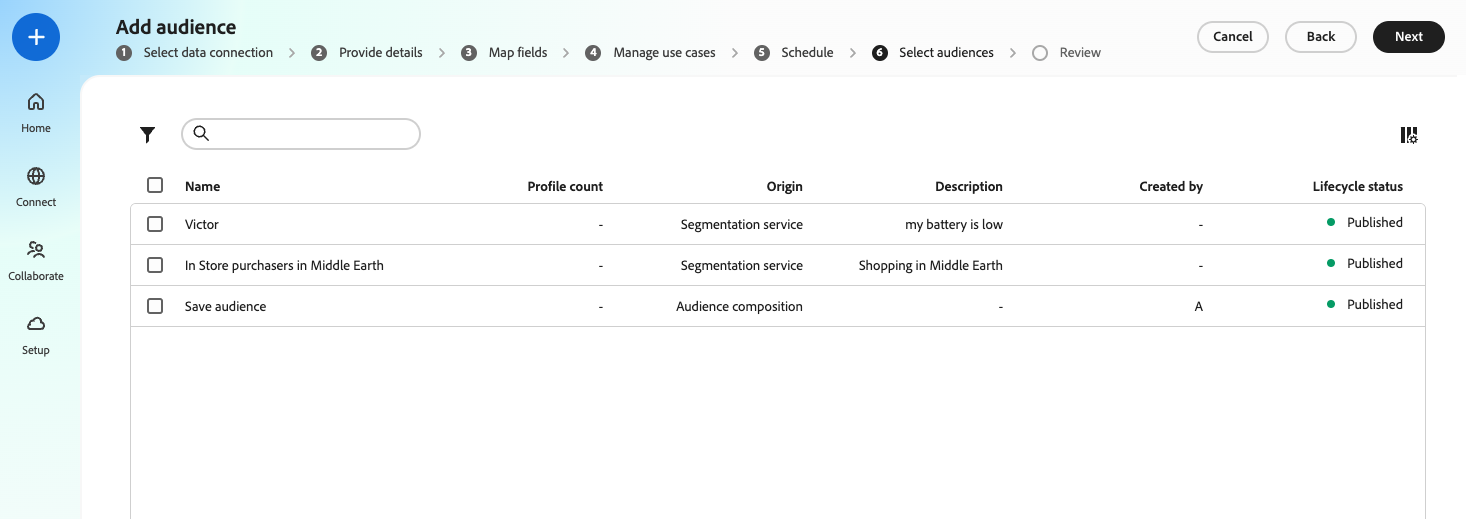 Add audience
1 Select data connection 2 Provide details 3 Map fields 4 Manage use cases 5 Schedule 6 Select audiences Review
Cancel Back Next
Home
Connect
Collaborate
Setup
Name Profile count Origin Description Created by Lifecycle status
Victor - Segmentation service my battery is low - Published
In Store purchasers in Middle Earth - Segmentation service Shopping in Middle Earth - Published
Save audience - Audience composition - A Published